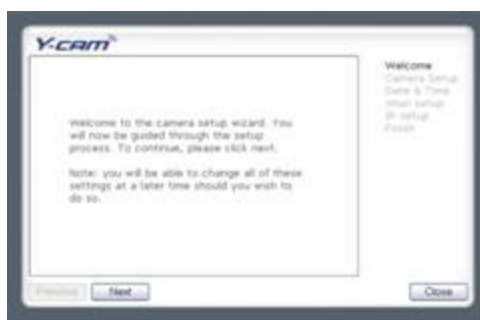 Y-CAM
Welcome to the camera setup wizard. You
will now be guided through the setup
process. To continue, please click next.
Note: you will be able to change all of these
settings at a later time should you wish to
do so.
Welcome
Camera Setup
Date & Time
Wlan setup
IP setup
Finish
Previous
Next
Close